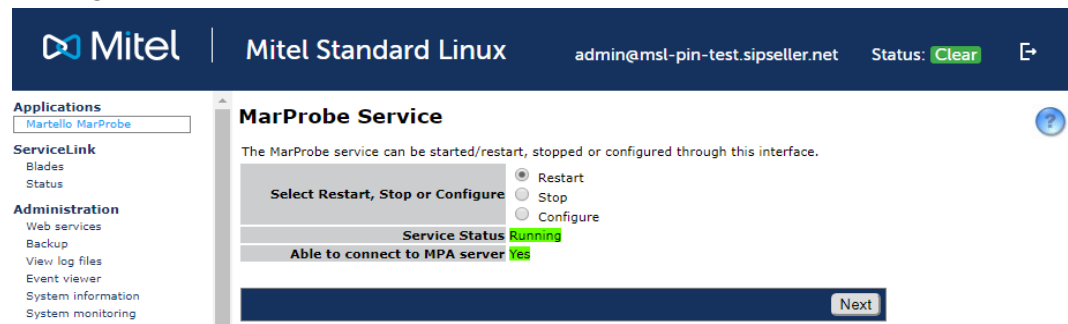 Mitel
Mitel Standard Linux
admin@msl-pin-test.sipseller.net
Status: Clear
Applications
Martello MarProbe
ServiceLink
Blades
Status
Administration
Web services
Backup
View log files
Event viewer
System information
System monitoring
MarProbe Service
?
The MarProbe service can be started/restart, stopped or configured through this interface.
Select Restart, Stop or Configure
Restart
Stop
Configure
Service Status Running
Able to connect to MPA server Yes
Next